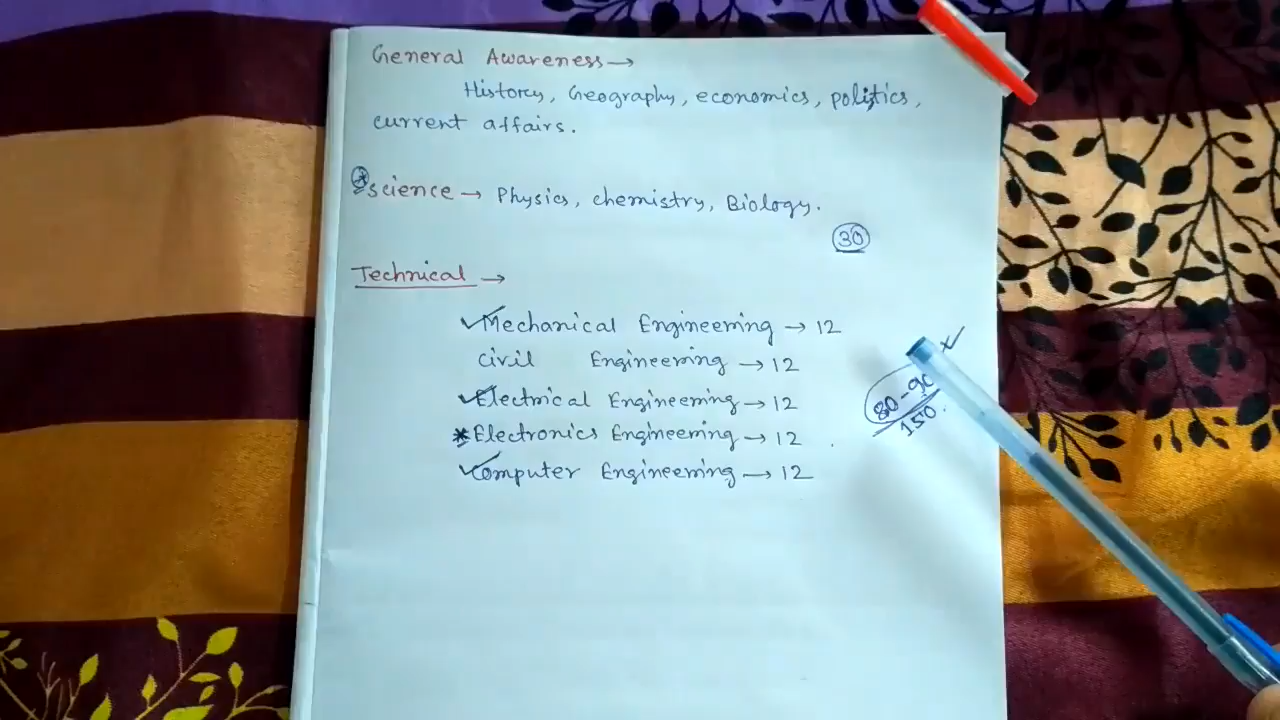 General Awareness →
History, Geography, economics, politics,
current affairs.
science → Physics, chemistry, Biology.
30
Technical →
Mechanical Engineering → 12
civil Engineering → 12
Electrical Engineering → 12
*Electronics Engineering → 12
Computer Engineering → 12
80-90
150